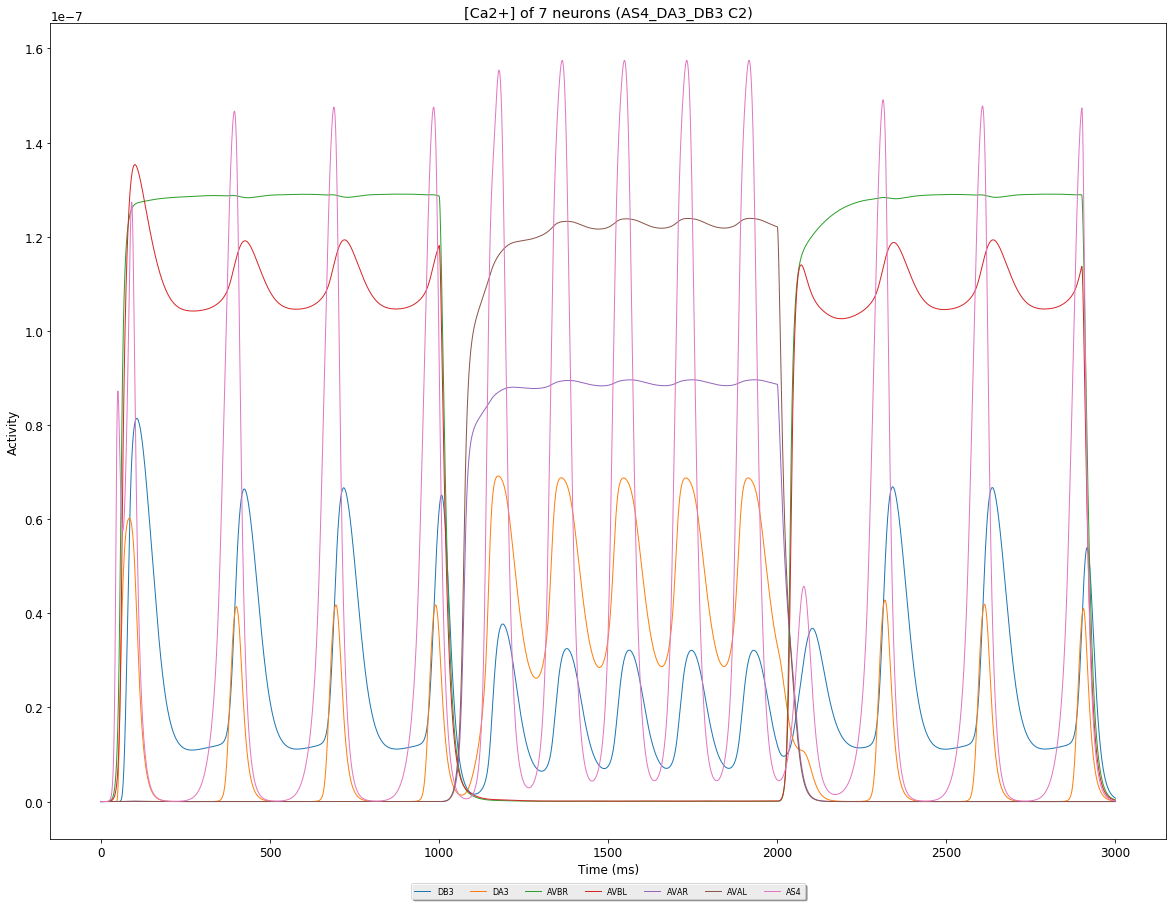 [Ca2+] of 7 neurons (AS4_DA3_DB3 C2)
1e−7
1.6
1.4
1.2
1.0
0.8
0.6
0.4
0.2
0.0
Activity
0 500 1000 1500 2000 2500 3000
Time (ms)
DB3 DA3 AVBR AVBL AVAR AVAL AS4